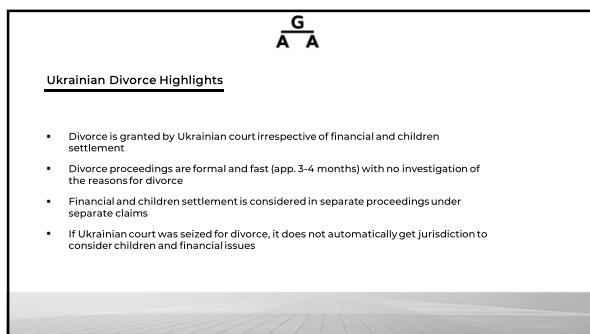 G
A A
Ukrainian Divorce Highlights
▪ Divorce is granted by Ukrainian court irrespective of financial and children
settlement
▪ Divorce proceedings are formal and fast (app. 3-4 months) with no investigation of
the reasons for divorce
▪ Financial and children settlement is considered in separate proceedings under
separate claims
▪ If Ukrainian court was seized for divorce, it does not automatically get jurisdiction to
consider children and financial issues